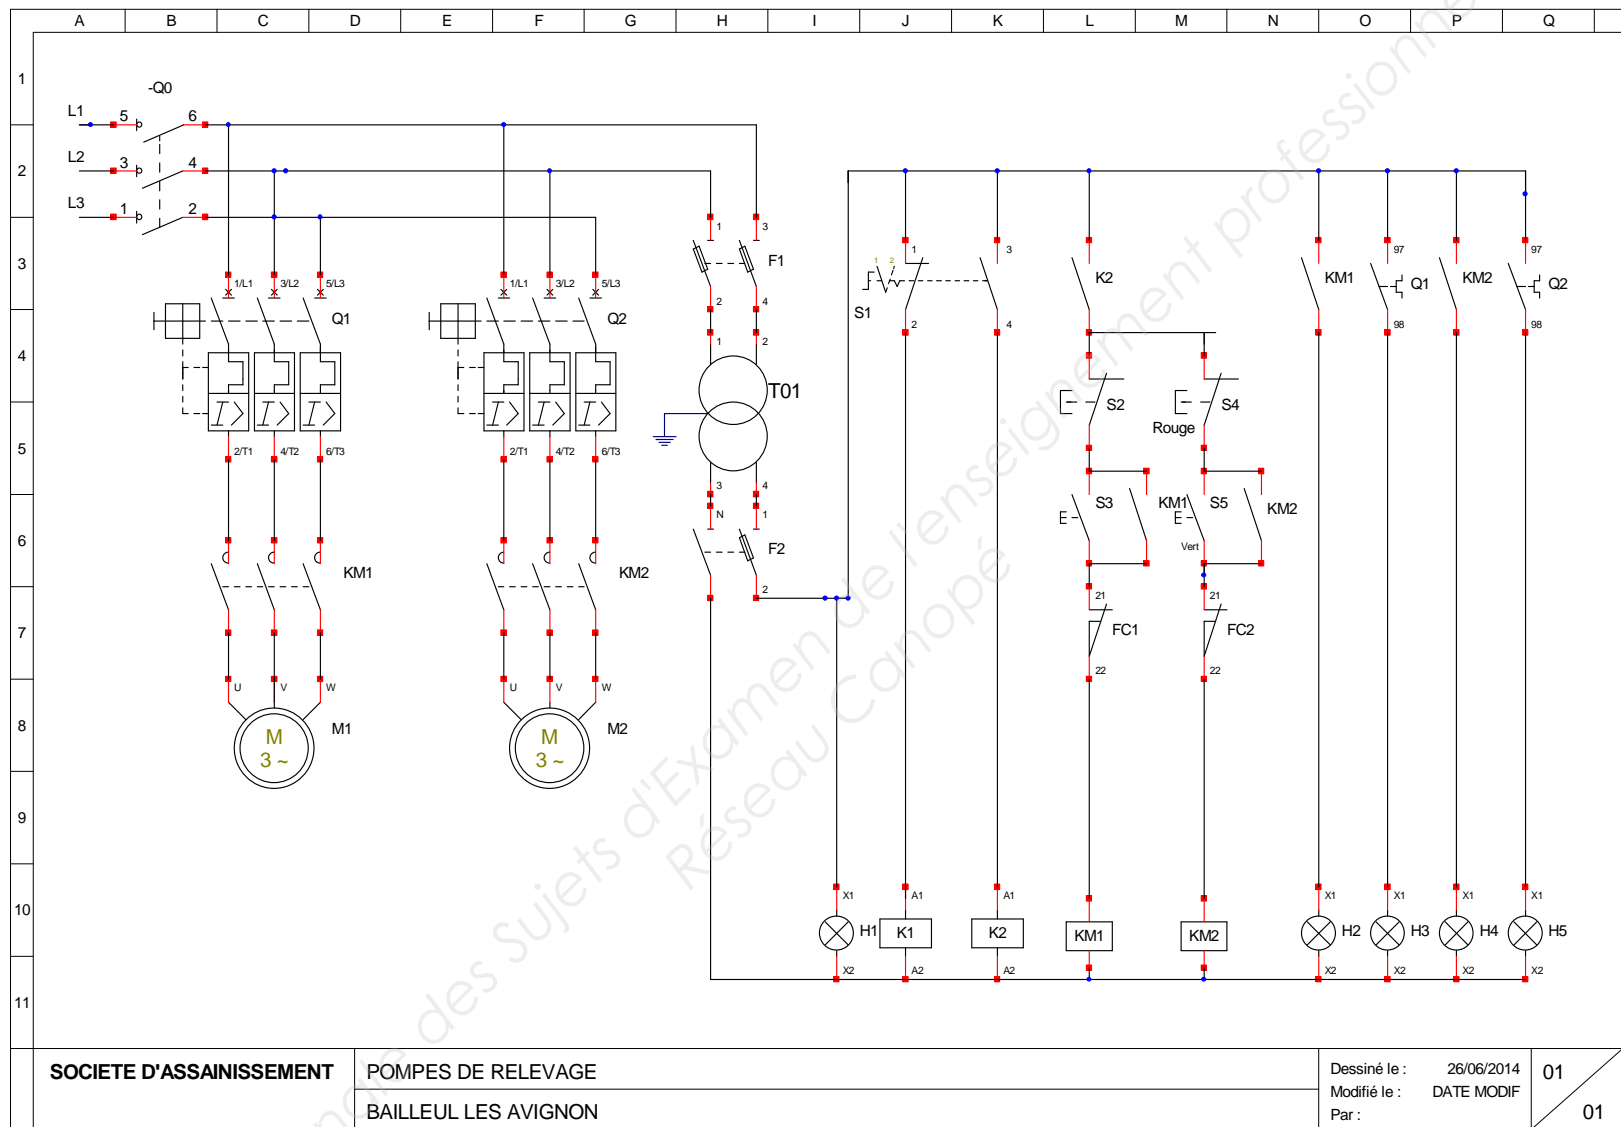 A B C D E F G H I J K L M N O P Q
1
-Q0
L1 5 6
2
L2 3 4
L3 1 2
1 3
3
F1
1 2
1 3
K2
KM1
97
Q1
KM2
97
Q2
1/L1 3/L2 5/L3
Q1
1/L1 3/L2 5/L3
Q2
2 4
S1
2 4
98 98
4
1 2
T01
S2 S4
Rouge
5
2/T1 4/T2 6/T3
2/T1 4/T2 6/T3
3 4
N 1
S3 KM1 S5 KM2
Vert
6
F2
KM1
KM2
2
21 21
7
FC1 FC2
22 22
U V W
U V W
8
M1
M2
M
3 ~
M
3 ~
9
X1 A1 A1 X1 X1 X1 X1
10
H1 K1 K2 KM1 KM2 H2 H3 H4 H5
X2 A2 A2 X2 X2 X2 X2
11
nale des Sujets d'Examen de l'enseignement professionne
Réseau Canopé
SOCIETE D'ASSAINISSEMENT
POMPES DE RELEVAGE
BAILLEUL LES AVIGNON
Dessiné le : 26/06/2014
Modifié le : DATE MODIF
Par :
01
01